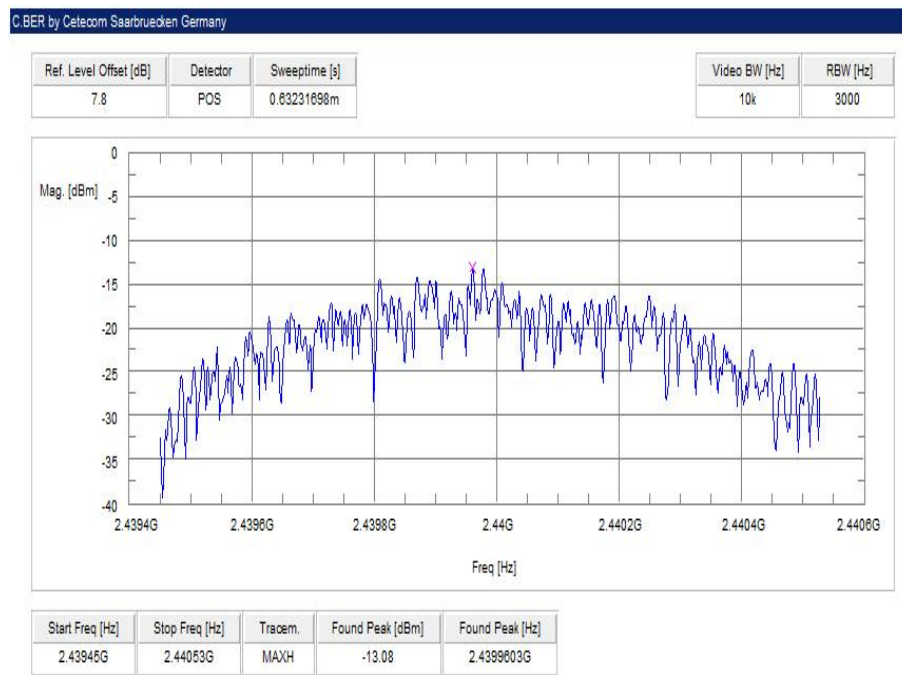 C.BER by Cetecom Saarbruecken Germany
Ref. Level Offset [dB] Detector Sweeptime [s] Video BW [Hz] RBW [Hz]
7.8 POS 0.63231698m 10k 3000
0
Mag. [dBm] -5
-10
-15
-20
-25
-30
-35
-40
2.4394G 2.4396G 2.4398G 2.44G 2.4402G 2.4404G 2.4406G
Freq [Hz]
Start Freq [Hz] Stop Freq [Hz] Tracem. Found Peak [dBm] Found Peak [Hz]
2.43945G 2.44053G MAXH -13.08 2.4399603G